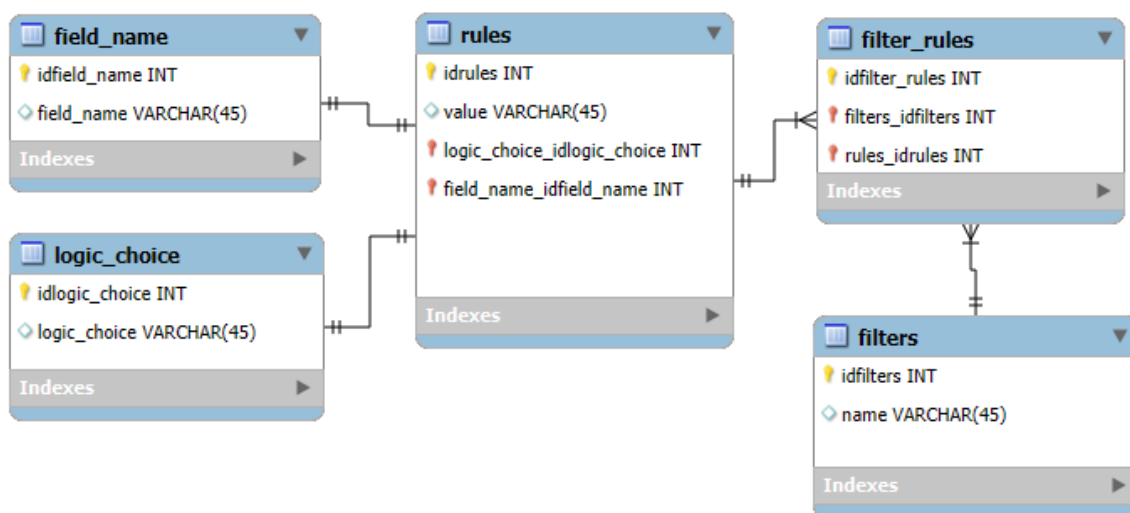 field_name
idfield_name INT
field_name VARCHAR(45)
Indexes
logic_choice
idlogic_choice INT
logic_choice VARCHAR(45)
Indexes
rules
idrules INT
value VARCHAR(45)
logic_choice_idlogic_choice INT
field_name_idfield_name INT
Indexes
filter_rules
idfilter_rules INT
filters_idfilters INT
rules_idrules INT
Indexes
filters
idfilters INT
name VARCHAR(45)
Indexes